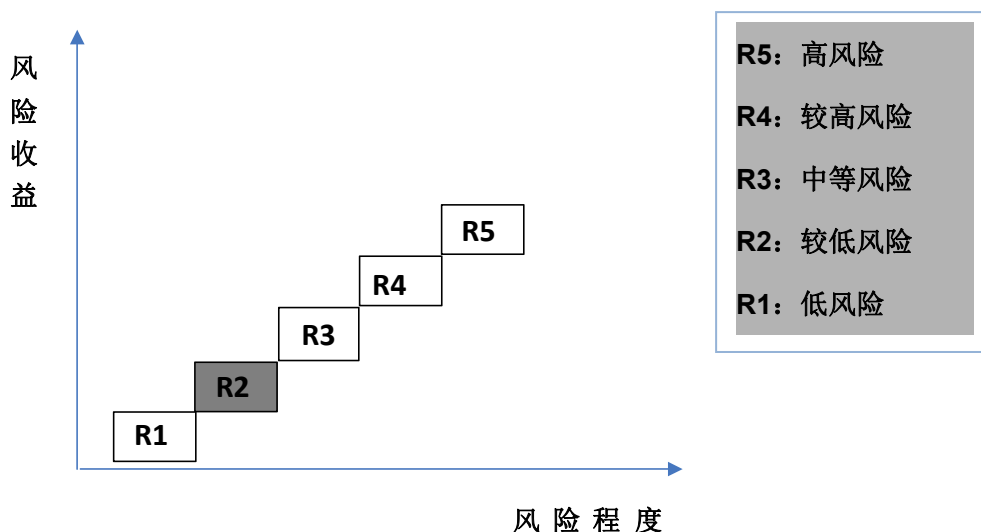 风
险
收
益
R5
R4
R3
R2
R1
风 险 程 度
R5：高风险
R4：较高风险
R3：中等风险
R2：较低风险
R1：低风险